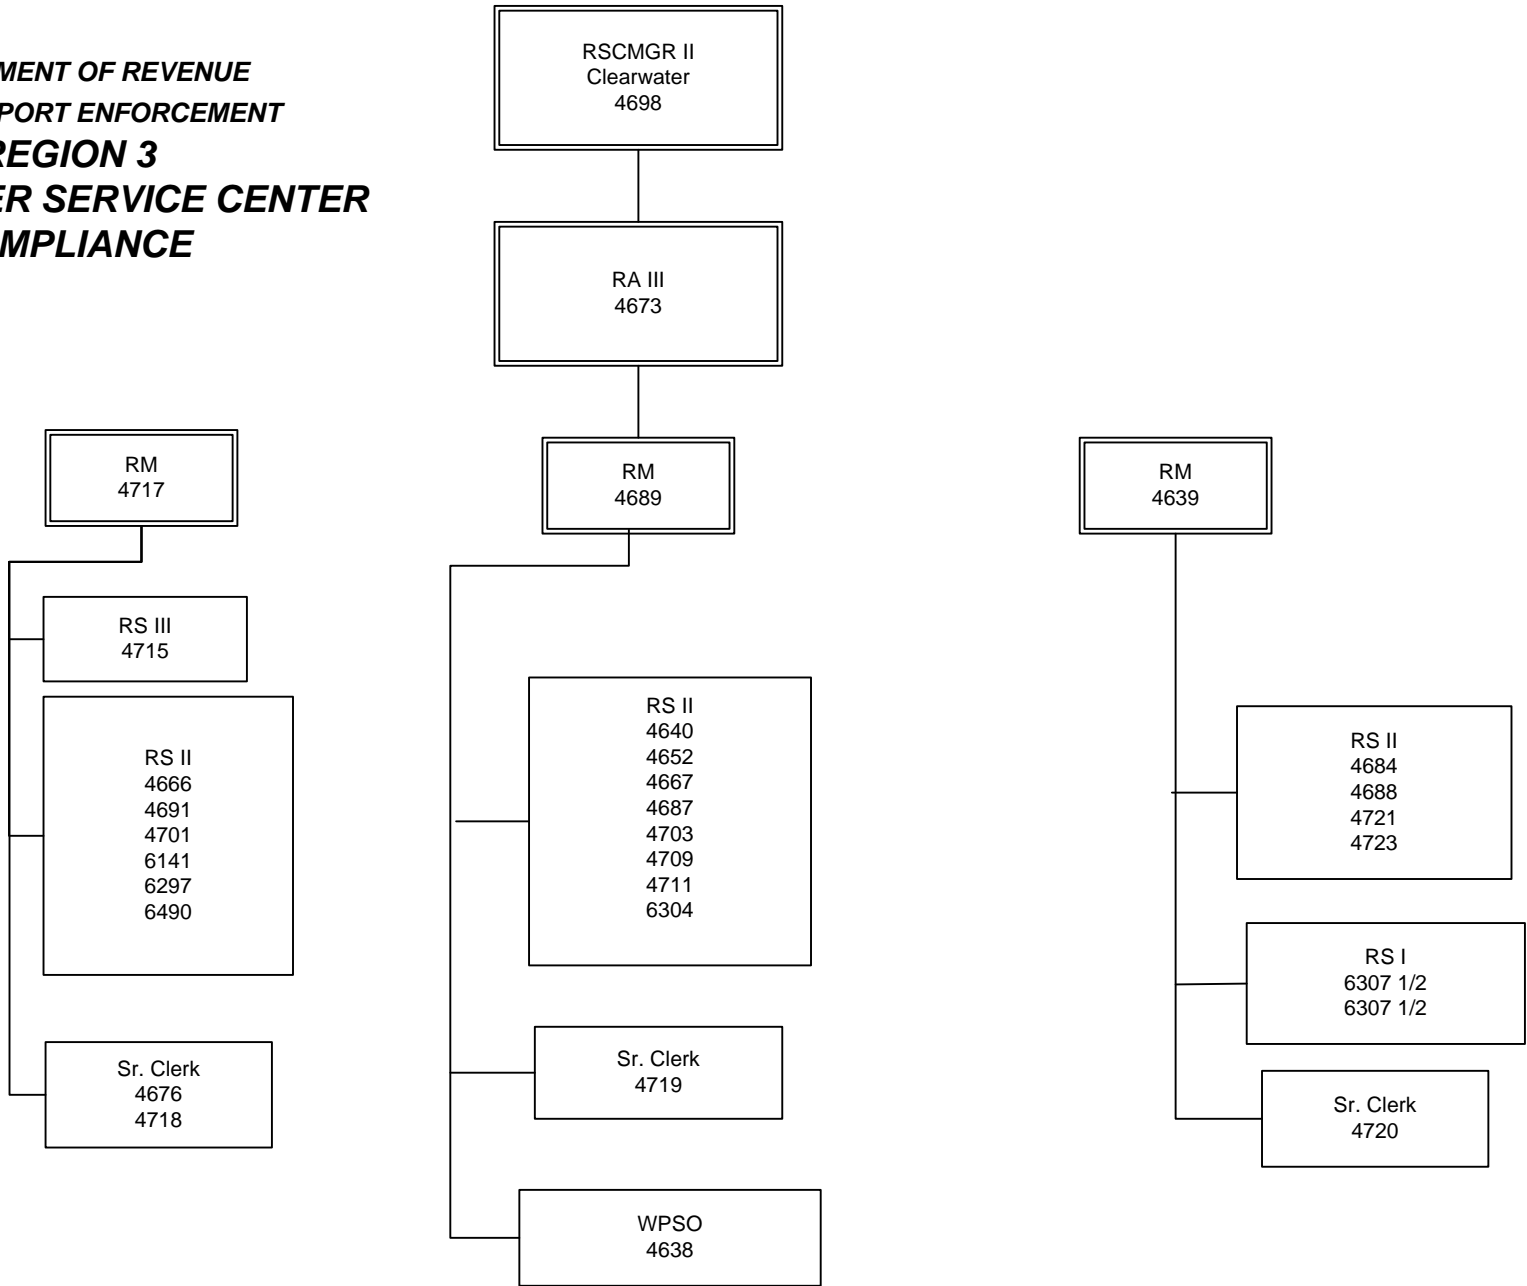 MENT OF REVENUE
PORT ENFORCEMENT
REGION 3
ER SERVICE CENTER
MPLIANCE
RSCMGR II
Clearwater
4698
RA III
4673
RM
4717
RS III
4715
RS II
4666
4691
4701
6141
6297
6490
Sr. Clerk
4676
4718
RM
4689
RS II
4640
4652
4667
4687
4703
4709
4711
6304
Sr. Clerk
4719
WPSO
4638
RM
4639
RS II
4684
4688
4721
4723
RS I
6307 1/2
6307 1/2
Sr. Clerk
4720